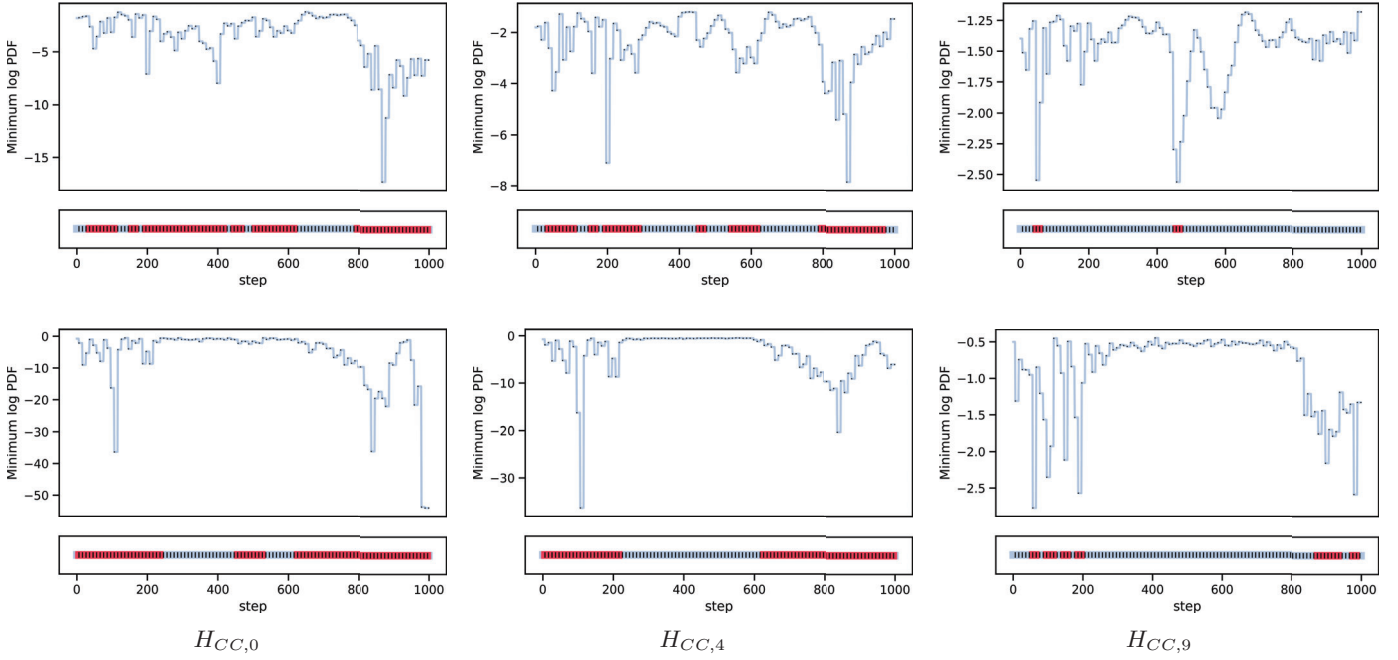 Minimum log PDF
−5
−10
−15
0 200 400 600 800 1000
step
Minimum log PDF
−2
−4
−6
−8
0 200 400 600 800 1000
step
Minimum log PDF
−1.25
−1.50
−1.75
−2.00
−2.25
−2.50
0 200 400 600 800 1000
step
Minimum log PDF
0
−10
−20
−30
−40
−50
0 200 400 600 800 1000
step
Minimum log PDF
0
−10
−20
−30
0 200 400 600 800 1000
step
Minimum log PDF
−0.5
−1.0
−1.5
−2.0
−2.5
0 200 400 600 800 1000
step
H_{CC,0}
H_{CC,4}
H_{CC,9}